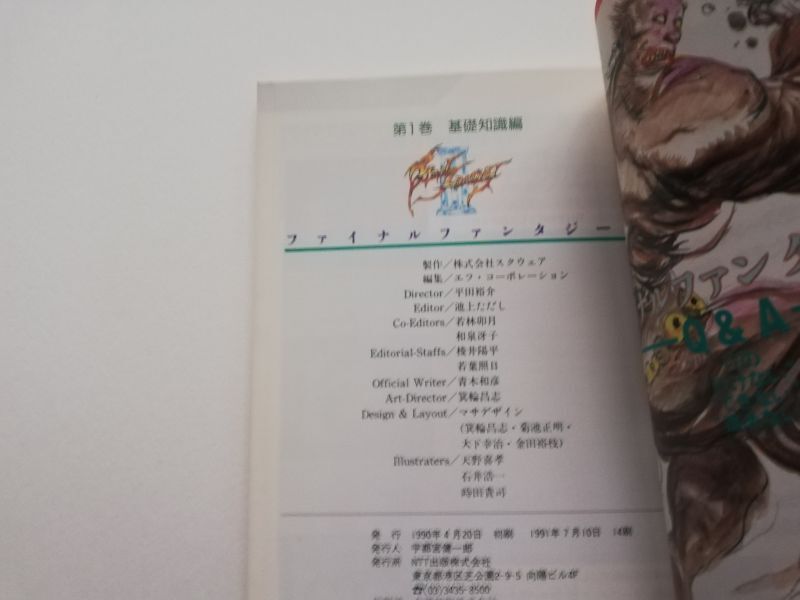 第1巻 基礎知識編
ファイナルファンタジー
製作／株式会社スクウェア
編集／エフ・コーポレーション
Director／平田裕介
Editor／池上ただし
Co-Editors／若林卯月
和泉冴子
Editorial-Staffs／棱井陽平
若葉照日
Official Writer／青木和彦
Art-Director／箕輪昌志
Design & Layout／マサデザイン
(箕輪昌志・菊池正明・
大下幸治・金田裕枝)
Illustraters／天野喜孝
石井浩一
時田貴司
発 行 1990年4月20日 初刷 1991年7月10日 14刷
発行人 宇都宮傭一郎
発行所 NTT出版株式会社
東京都港区芝公園2-9-5 向陽ビル4F
☎(03)3435-8500
ルファン
Q&A